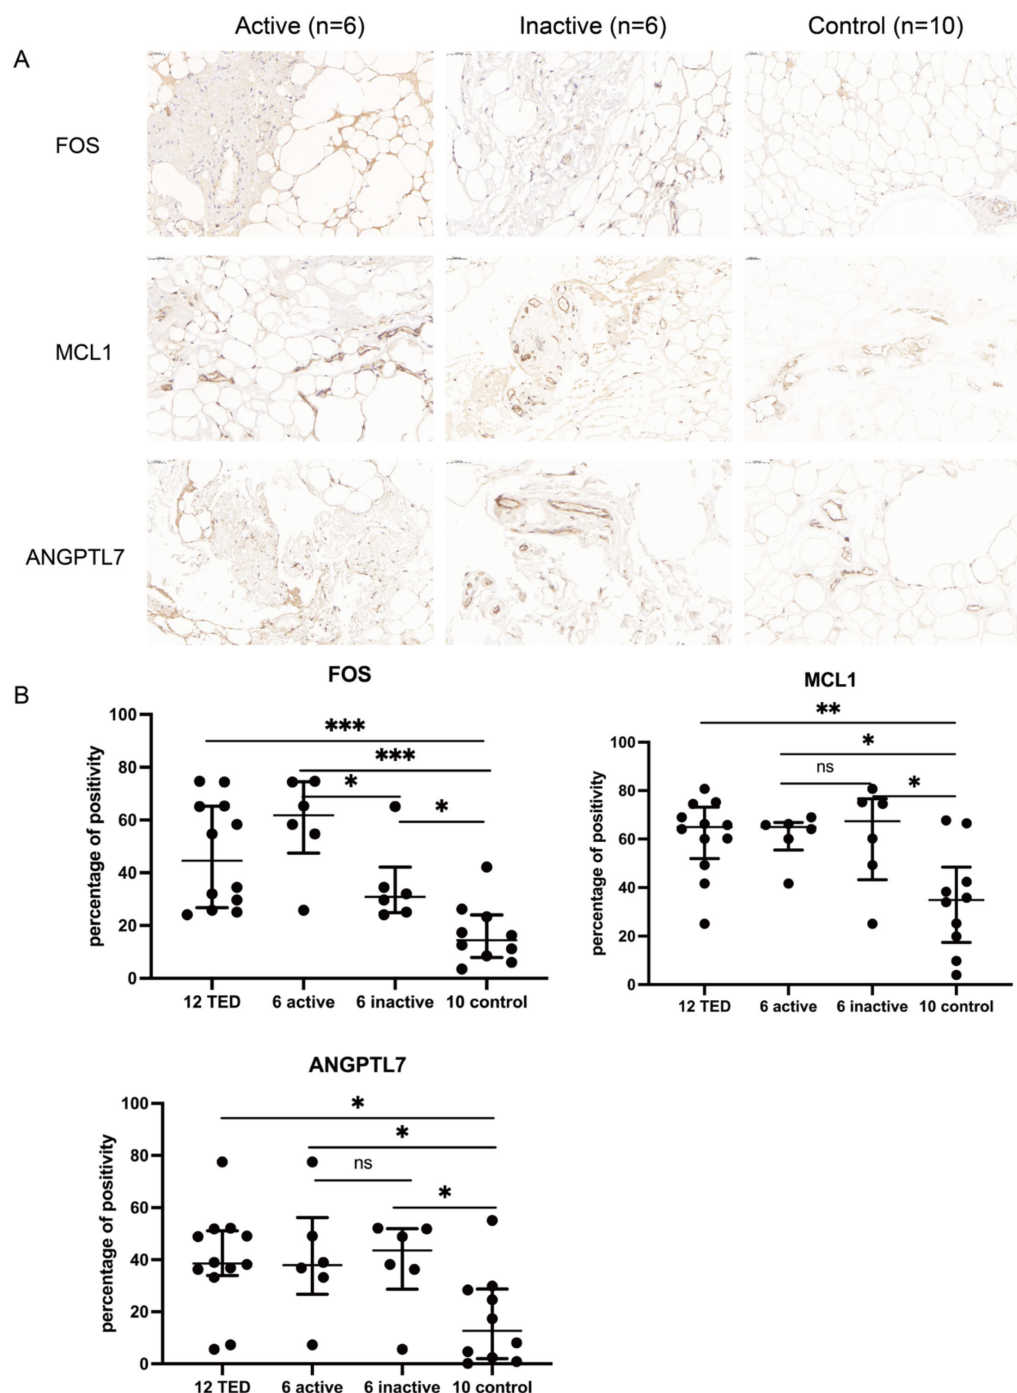 Active (n=6) Inactive (n=6) Control (n=10)
A
FOS
MCL1
ANGPTL7
B
FOS
percentage of positivity
100
80
60
40
20
0
***
***
*
*
12 TED 6 active 6 inactive 10 control
MCL1
percentage of positivity
100
80
60
40
20
0
**
*
ns
*
12 TED 6 active 6 inactive 10 control
ANGPTL7
percentage of positivity
100
80
60
40
20
0
*
*
ns
*
12 TED 6 active 6 inactive 10 control